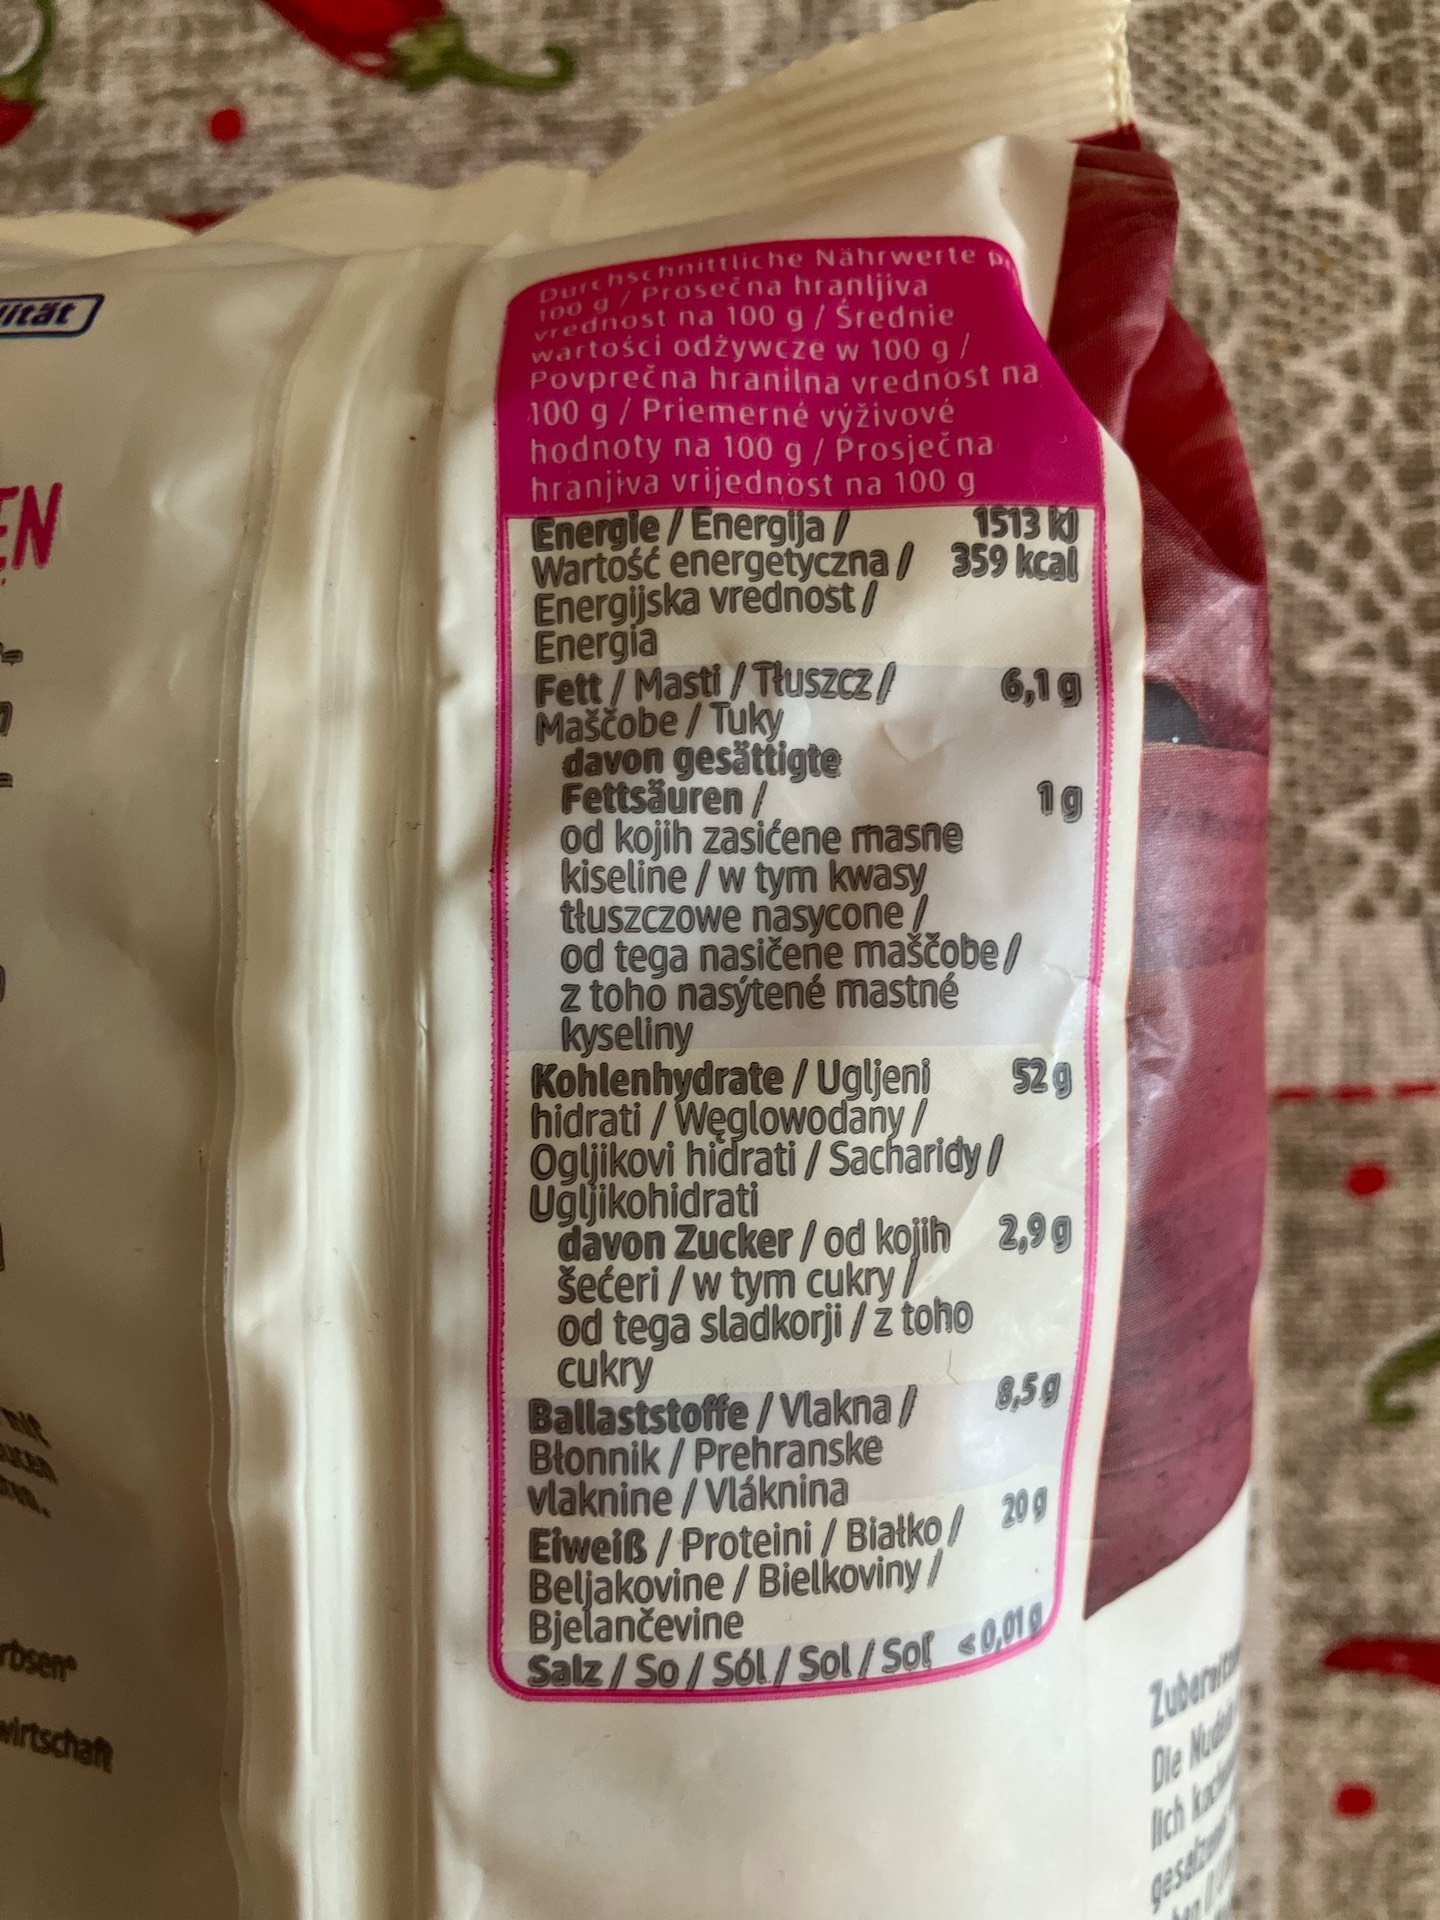 Durchschnittliche Nährwerte
100 g / Prosečna hranljiva
vrednost na 100 g / Średnie
wartości odżywcze w 100 g /
Povprečna hranilna vrednost na
100 g / Priemerné výživové
hodnoty na 100 g / Prosječna
hranjiva vrijednost na 100 g
Energie / Energija / 1513 kJ
Wartość energetyczna / 359 kcal
Energijska vrednost /
Energia
Fett / Masti / Tłuszcz / 6,1 g
Maščobe / Tuky
davon gesättigte
Fettsäuren / 1 g
od kojih zasićene masne
kiseline / w tym kwasy
tłuszczowe nasycone /
od tega nasičene maščobe /
z toho nasýtené mastné
kyseliny
Kohlenhydrate / Ugljeni 52 g
hidrati / Węglowodany /
Ogljikovi hidrati / Sacharidy /
Ugljikohidrati
davon Zucker / od kojih 2,9 g
šećeri / w tym cukry /
od tega sladkorji / z toho
cukry
Ballaststoffe / Vlakna / 8,5 g
Błonnik / Prehranske
vlaknine / Vláknina
Eiweiß / Proteini / Białko / 20 g
Beljakovine / Bielkoviny /
Bjelančevine
Salz / So / Sól / Sol / Soľ < 0,01 g
Die